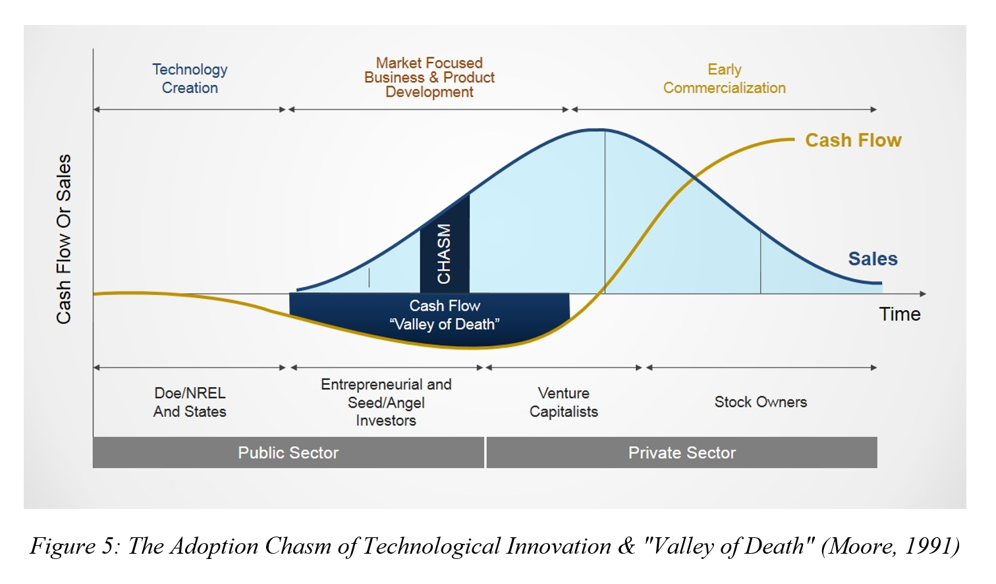 Technology
Creation
Market Focused
Business & Product
Development
Early
Commercialization
Cash Flow Or Sales
Cash Flow
CHASM
Sales
Cash Flow
“Valley of Death”
Time
Doe/NREL
And States
Entrepreneurial and
Seed/Angel
Investors
Venture
Capitalists
Stock Owners
Public Sector
Private Sector
Figure 5: The Adoption Chasm of Technological Innovation & "Valley of Death" (Moore, 1991)